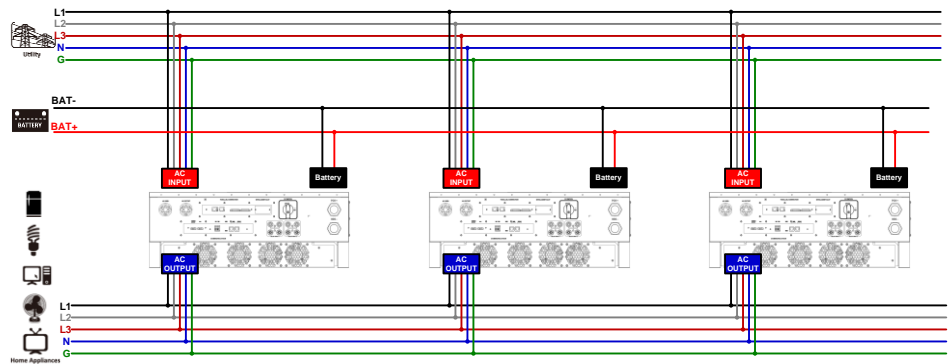 L1
L2
L3
N
G
Utility
BAT-
BAT+
BATTERY
AC
INPUT
Battery
AC
INPUT
Battery
AC
INPUT
Battery
AC
OUTPUT
AC
OUTPUT
AC
OUTPUT
L1
L2
L3
N
G
Home Appliances